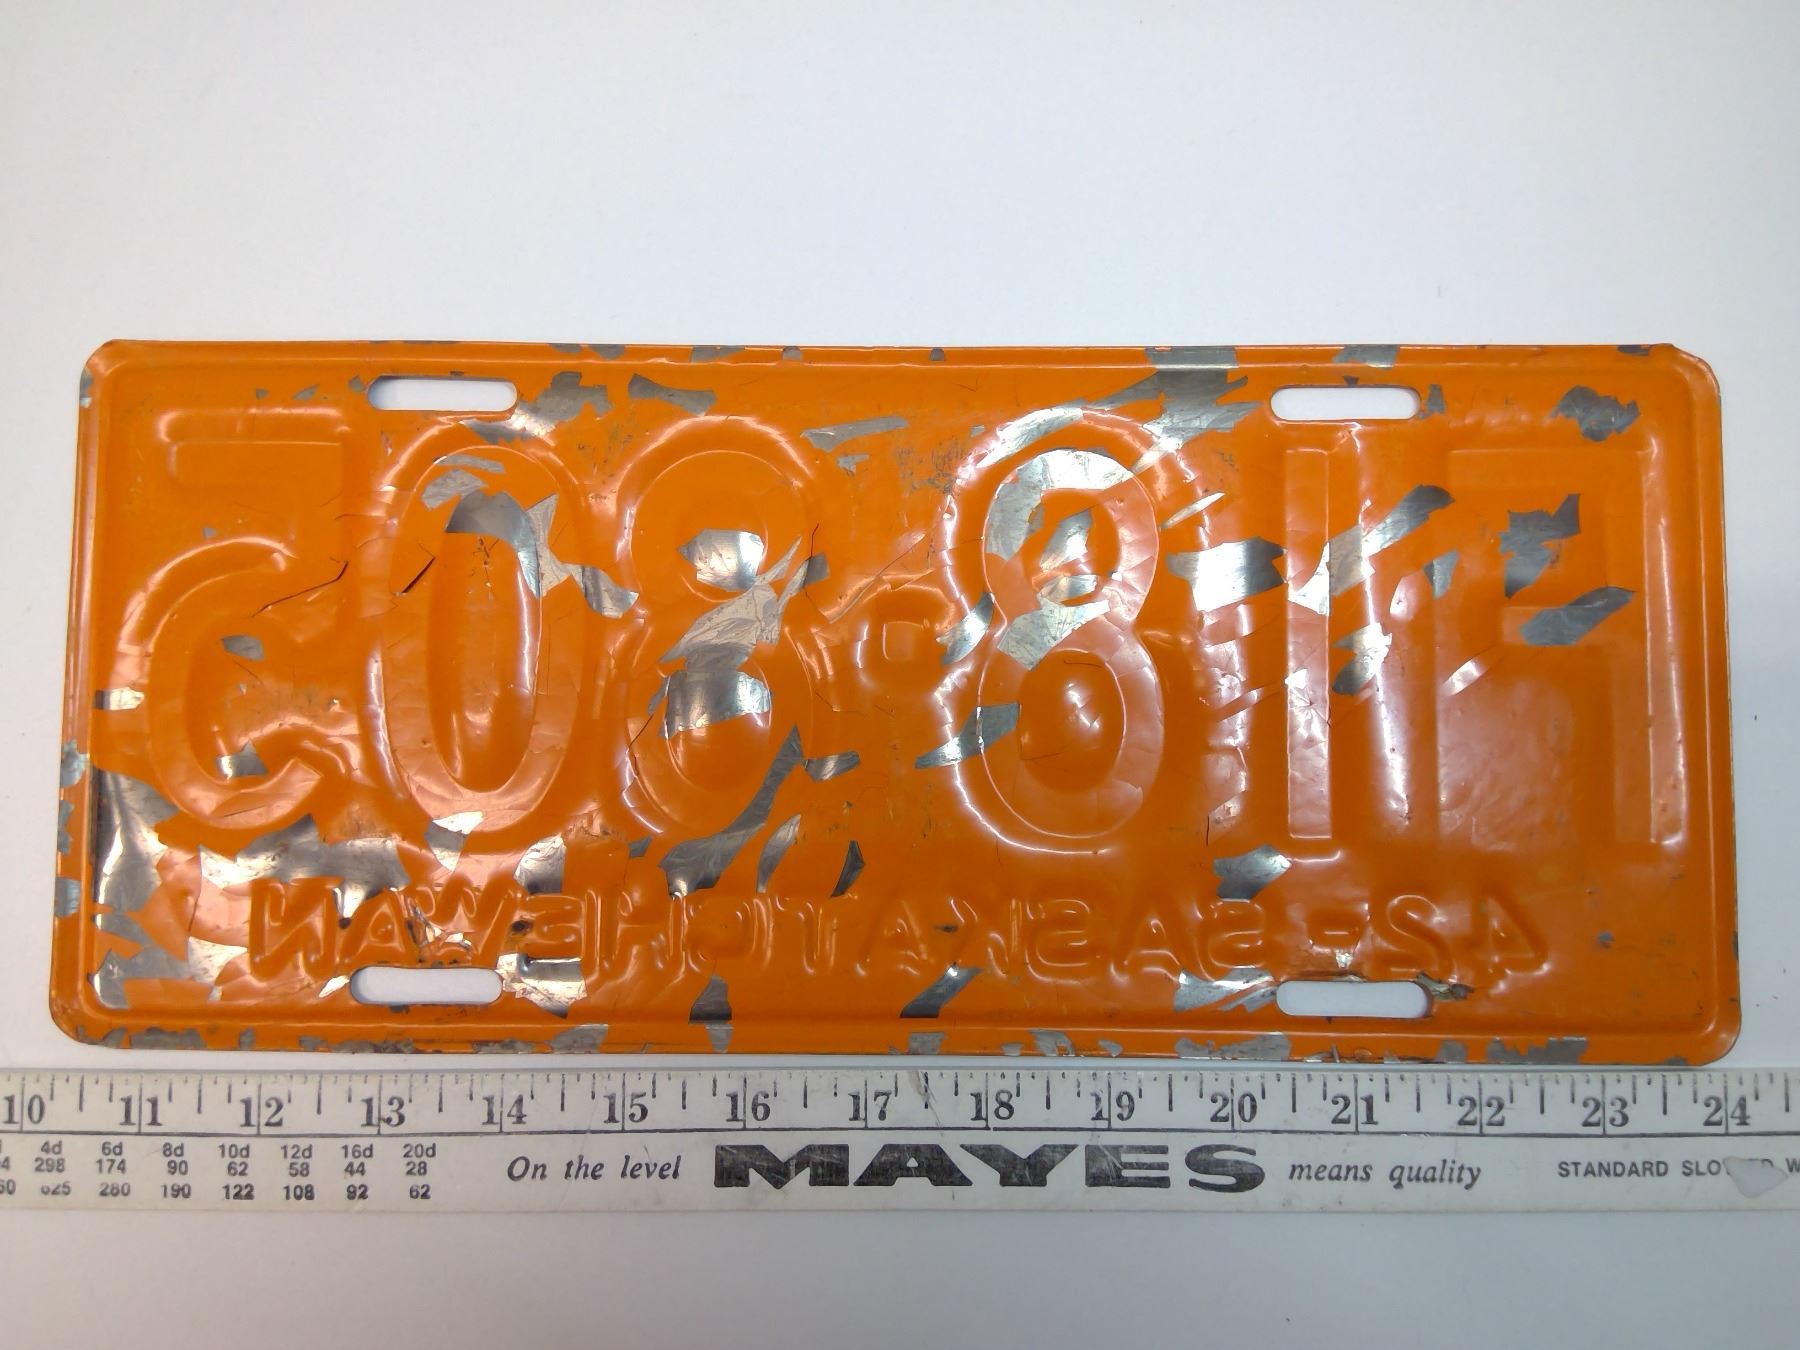 F18-805
42-SASKATCHEWAN
10 11 12 13 14 15 16 17 18 19 20 21 22 23 24
4d 6d 8d 10d 12d 16d 20d
298 174 90 62 58 44 28
625 280 190 122 108 92 62
On the level MAYES means quality STANDARD